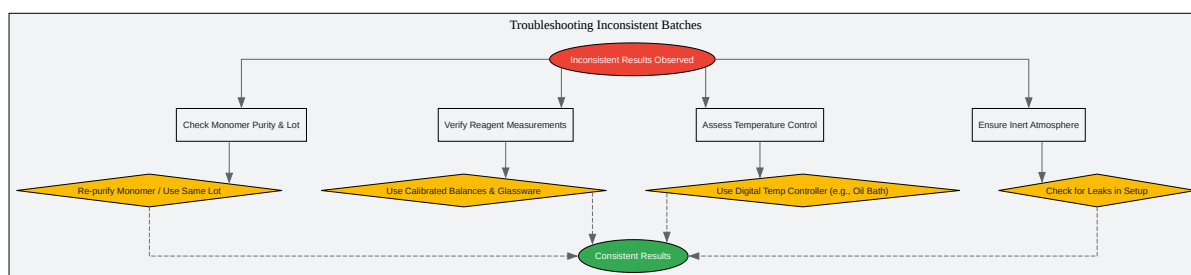 Troubleshooting Inconsistent Batches
Inconsistent Results Observed
Check Monomer Purity & Lot
Verify Reagent Measurements
Assess Temperature Control
Ensure Inert Atmosphere
Re-purify Monomer / Use Same Lot
Use Calibrated Balances & Glassware
Use Digital Temp Controller (e.g., Oil Bath)
Check for Leaks in Setup
Consistent Results